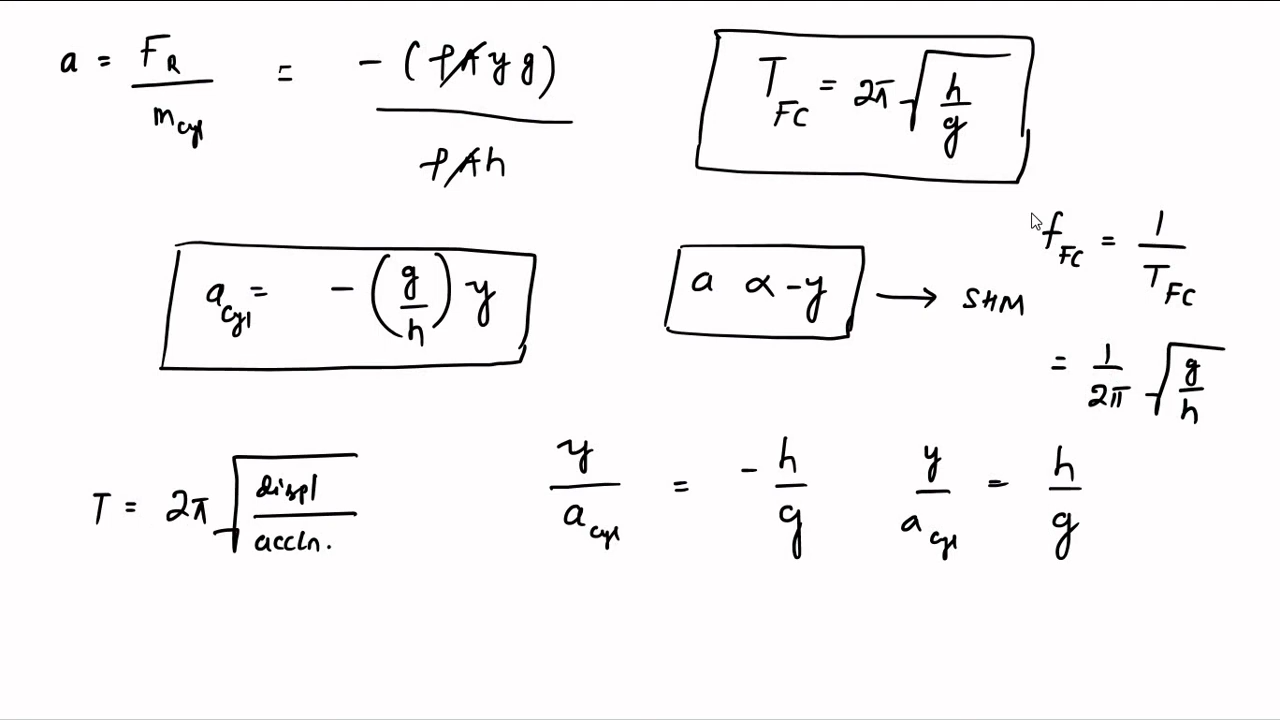 a = F_R / m_cyl = - (ρAyg) / ρAh
T_FC = 2π √(h/g)
f_FC = 1 / T_FC
= 1/2π √(g/h)
a_cyl = - (g/h) y
a α -y → SHM
T = 2π √(displ / accln.)
y / a_cyl = - h/g
y / a_cyl = h/g